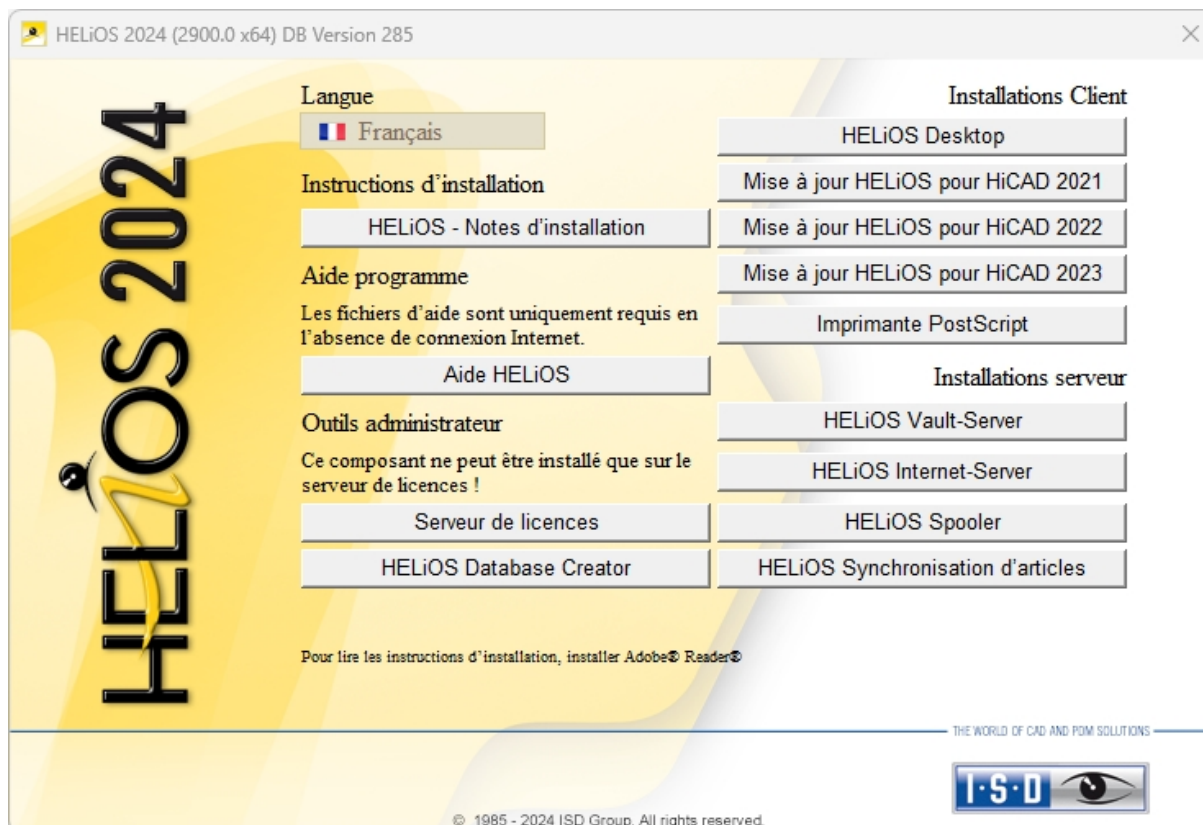 HELiOS 2024 (2900.0 x64) DB Version 285
HELiOS 2024
Langue
Français
Instructions d'installation
HELiOS - Notes d'installation
Aide programme
Les fichiers d'aide sont uniquement requis en
l'absence de connexion Internet.
Aide HELiOS
Outils administrateur
Ce composant ne peut être installé que sur le
serveur de licences !
Serveur de licences
HELiOS Database Creator
Pour lire les instructions d'installation, installer Adobe® Reader®
Installations Client
HELiOS Desktop
Mise à jour HELiOS pour HiCAD 2021
Mise à jour HELiOS pour HiCAD 2022
Mise à jour HELiOS pour HiCAD 2023
Imprimante PostScript
Installations serveur
HELiOS Vault-Server
HELiOS Internet-Server
HELiOS Spooler
HELiOS Synchronisation d'articles
THE WORLD OF CAD AND PDM SOLUTIONS
I·S·D
© 1985 - 2024 ISD Group. All rights reserved.